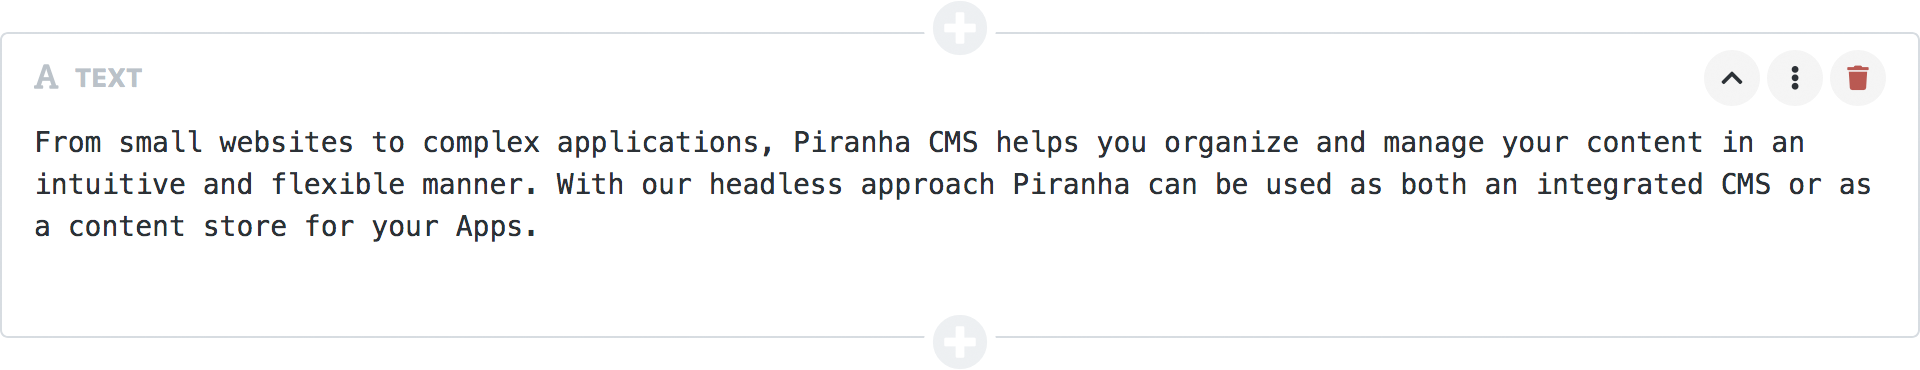 A TEXT
From small websites to complex applications, Piranha CMS helps you organize and manage your content in an
intuitive and flexible manner. With our headless approach Piranha can be used as both an integrated CMS or as
a content store for your Apps.